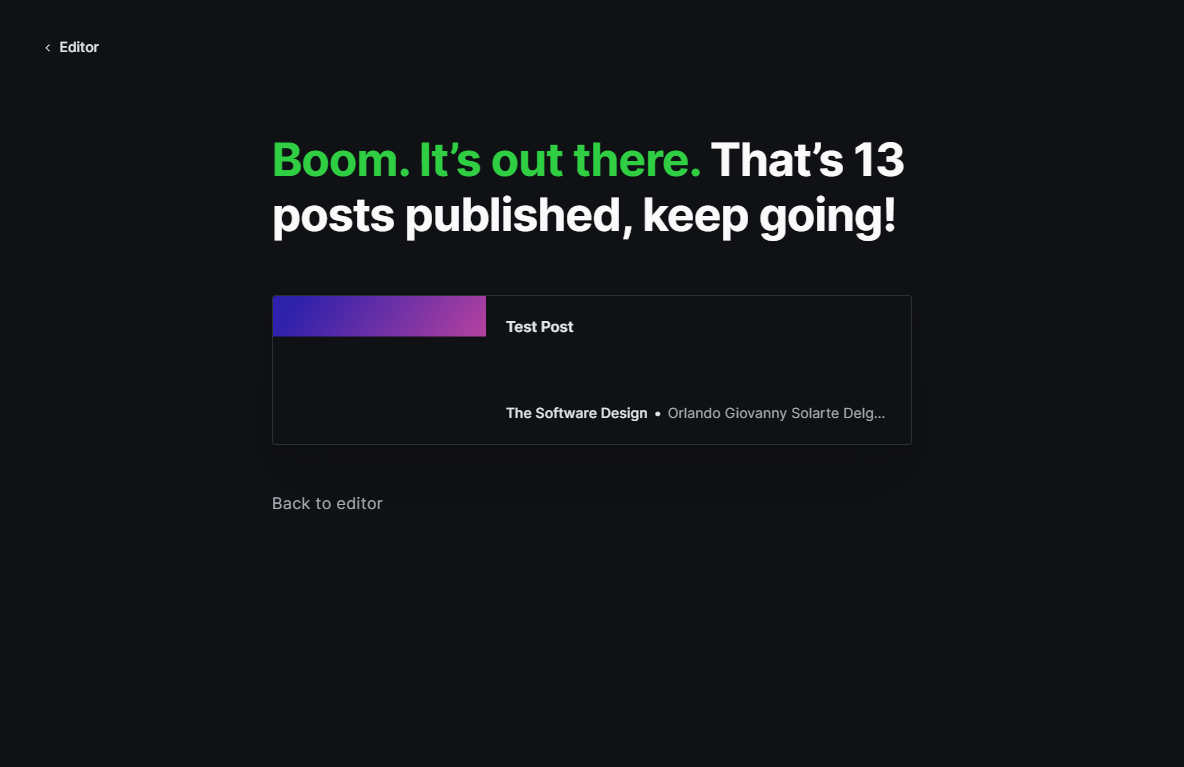 Editor
Boom. It’s out there. That’s 13
posts published, keep going!
Test Post
The Software Design • Orlando Giovanny Solarte Delg...
Back to editor